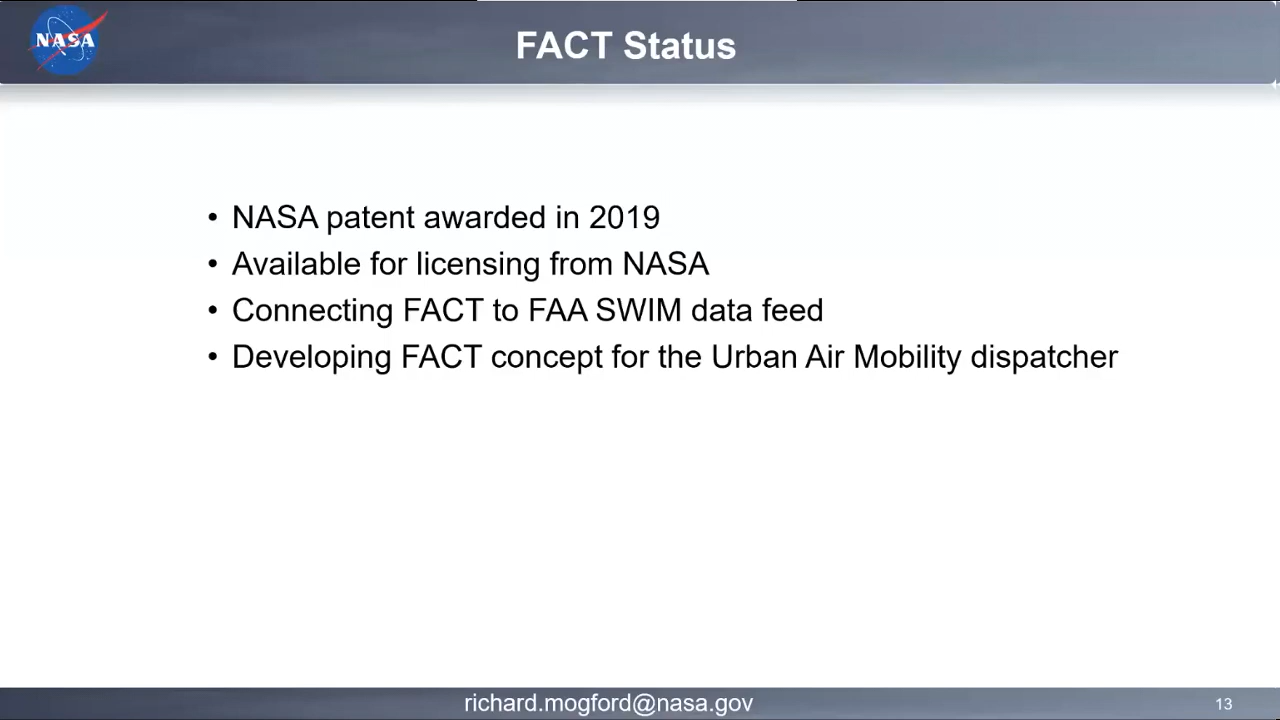 NASA
FACT Status
• NASA patent awarded in 2019
• Available for licensing from NASA
• Connecting FACT to FAA SWIM data feed
• Developing FACT concept for the Urban Air Mobility dispatcher
richard.mogford@nasa.gov
13